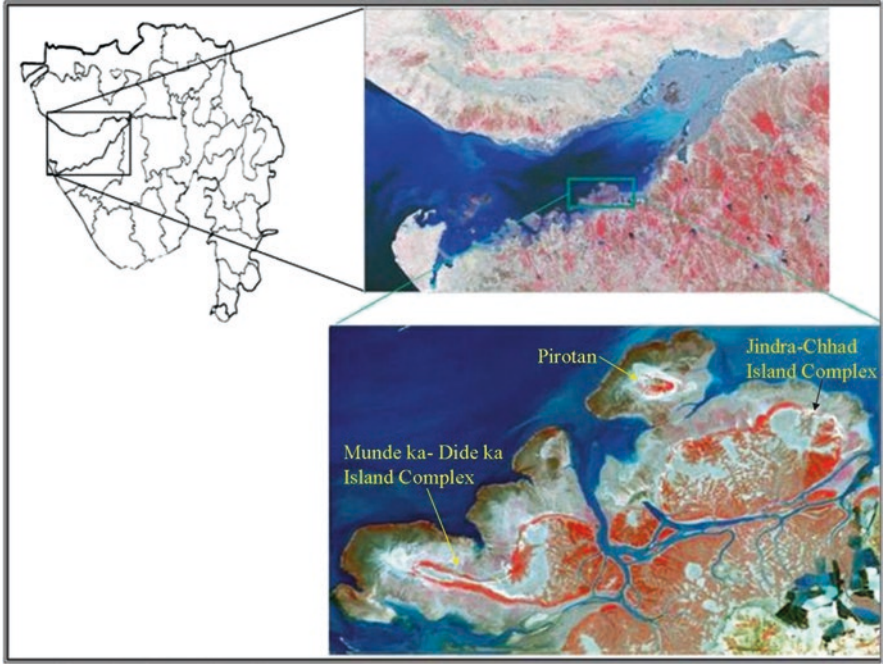 Pirotan
Jindra-Chhad
Island Complex
Munde ka- Dide ka
Island Complex